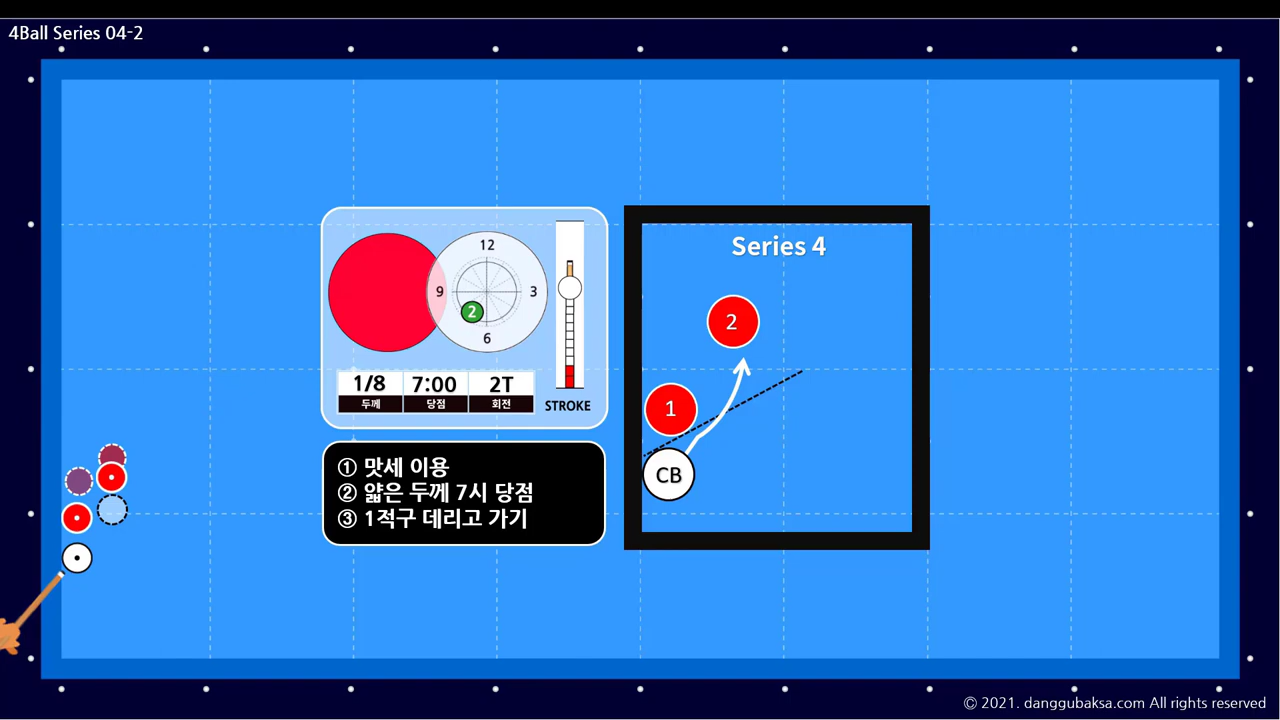 4Ball Series 04-2
12
9
3
2
6
1/8 7:00 2T
두께 당점 회전
STROKE
① 맛세 이용
② 얇은 두께 7시 당점
③ 1적구 데리고 가기
Series 4
2
1
CB
© 2021. danggubaksa.com All rights reserved